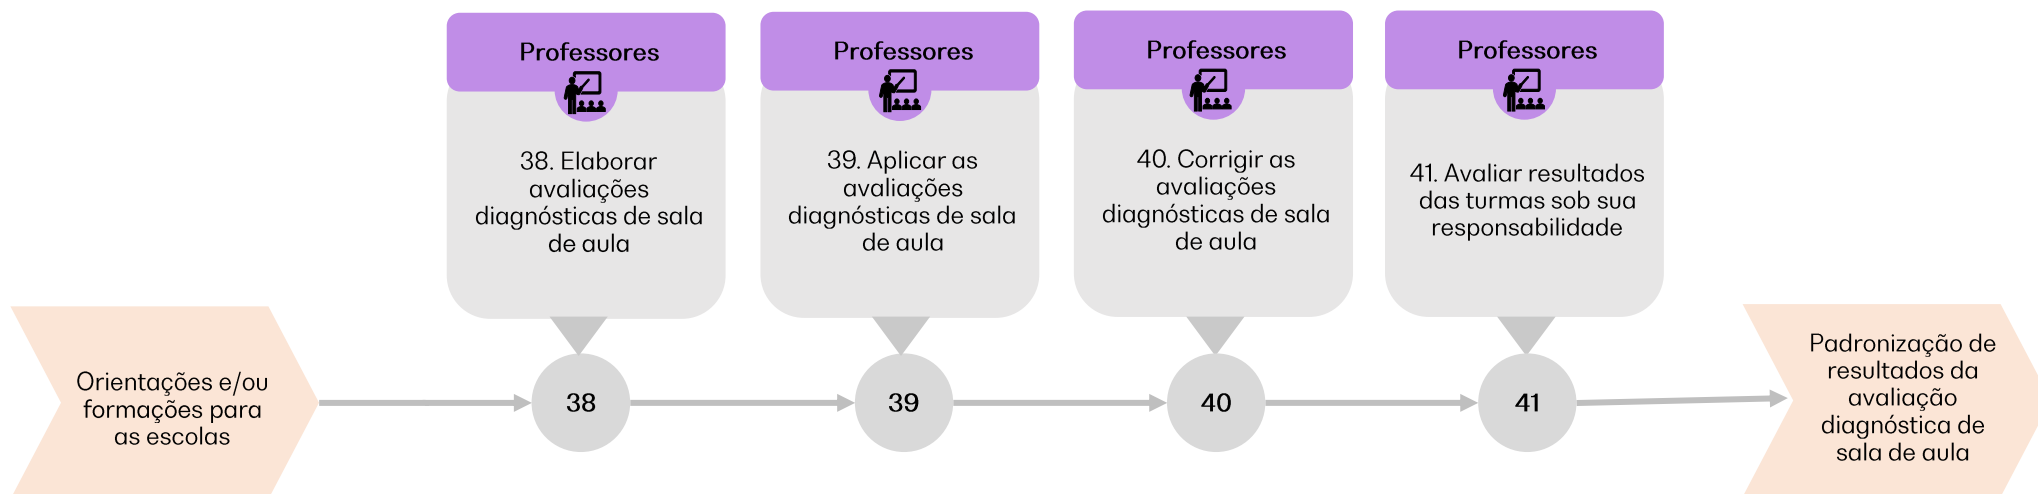 Professores
38. Elaborar
avaliações
diagnósticas de sala
de aula
Professores
39. Aplicar as
avaliações
diagnósticas de sala
de aula
Professores
40. Corrigir as
avaliações
diagnósticas de sala
de aula
Professores
41. Avaliar resultados
das turmas sob sua
responsabilidade
Orientações e/ou
formações para
as escolas
38
39
40
41
Padronização de
resultados da
avaliação
diagnóstica de
sala de aula